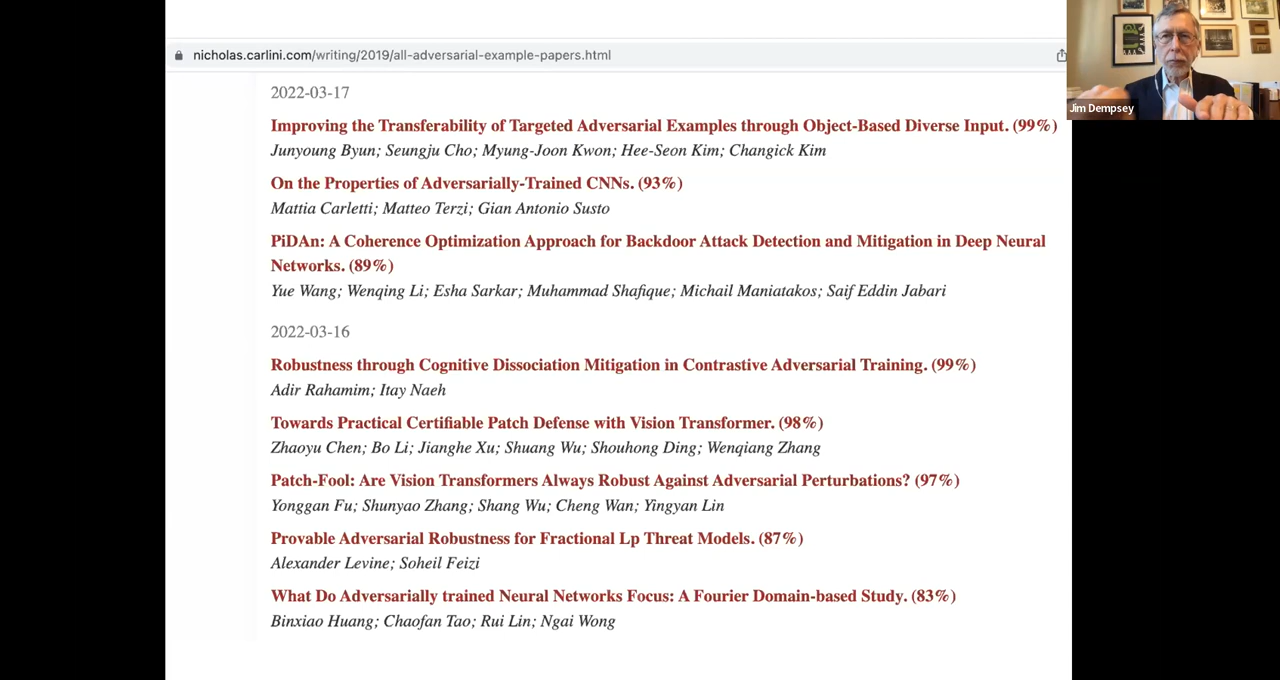 nicholas.carlini.com/writing/2019/all-adversarial-example-papers.html
Jim Dempsey
2022-03-17
Improving the Transferability of Targeted Adversarial Examples through Object-Based Diverse Input. (99%)
Junyoung Byun; Seungju Cho; Myung-Joon Kwon; Hee-Seon Kim; Changick Kim
On the Properties of Adversarially-Trained CNNs. (93%)
Mattia Carletti; Matteo Terzi; Gian Antonio Susto
PiDAn: A Coherence Optimization Approach for Backdoor Attack Detection and Mitigation in Deep Neural
Networks. (89%)
Yue Wang; Wenqing Li; Esha Sarkar; Muhammad Shafique; Michail Maniatakos; Saif Eddin Jabari
2022-03-16
Robustness through Cognitive Dissociation Mitigation in Contrastive Adversarial Training. (99%)
Adir Rahamim; Itay Naeh
Towards Practical Certifiable Patch Defense with Vision Transformer. (98%)
Zhaoyu Chen; Bo Li; Jianghe Xu; Shuang Wu; Shouhong Ding; Wenqiang Zhang
Patch-Fool: Are Vision Transformers Always Robust Against Adversarial Perturbations? (97%)
Yonggan Fu; Shunyao Zhang; Shang Wu; Cheng Wan; Yingyan Lin
Provable Adversarial Robustness for Fractional Lp Threat Models. (87%)
Alexander Levine; Soheil Feizi
What Do Adversarially trained Neural Networks Focus: A Fourier Domain-based Study. (83%)
Binxiao Huang; Chaofan Tao; Rui Lin; Ngai Wong